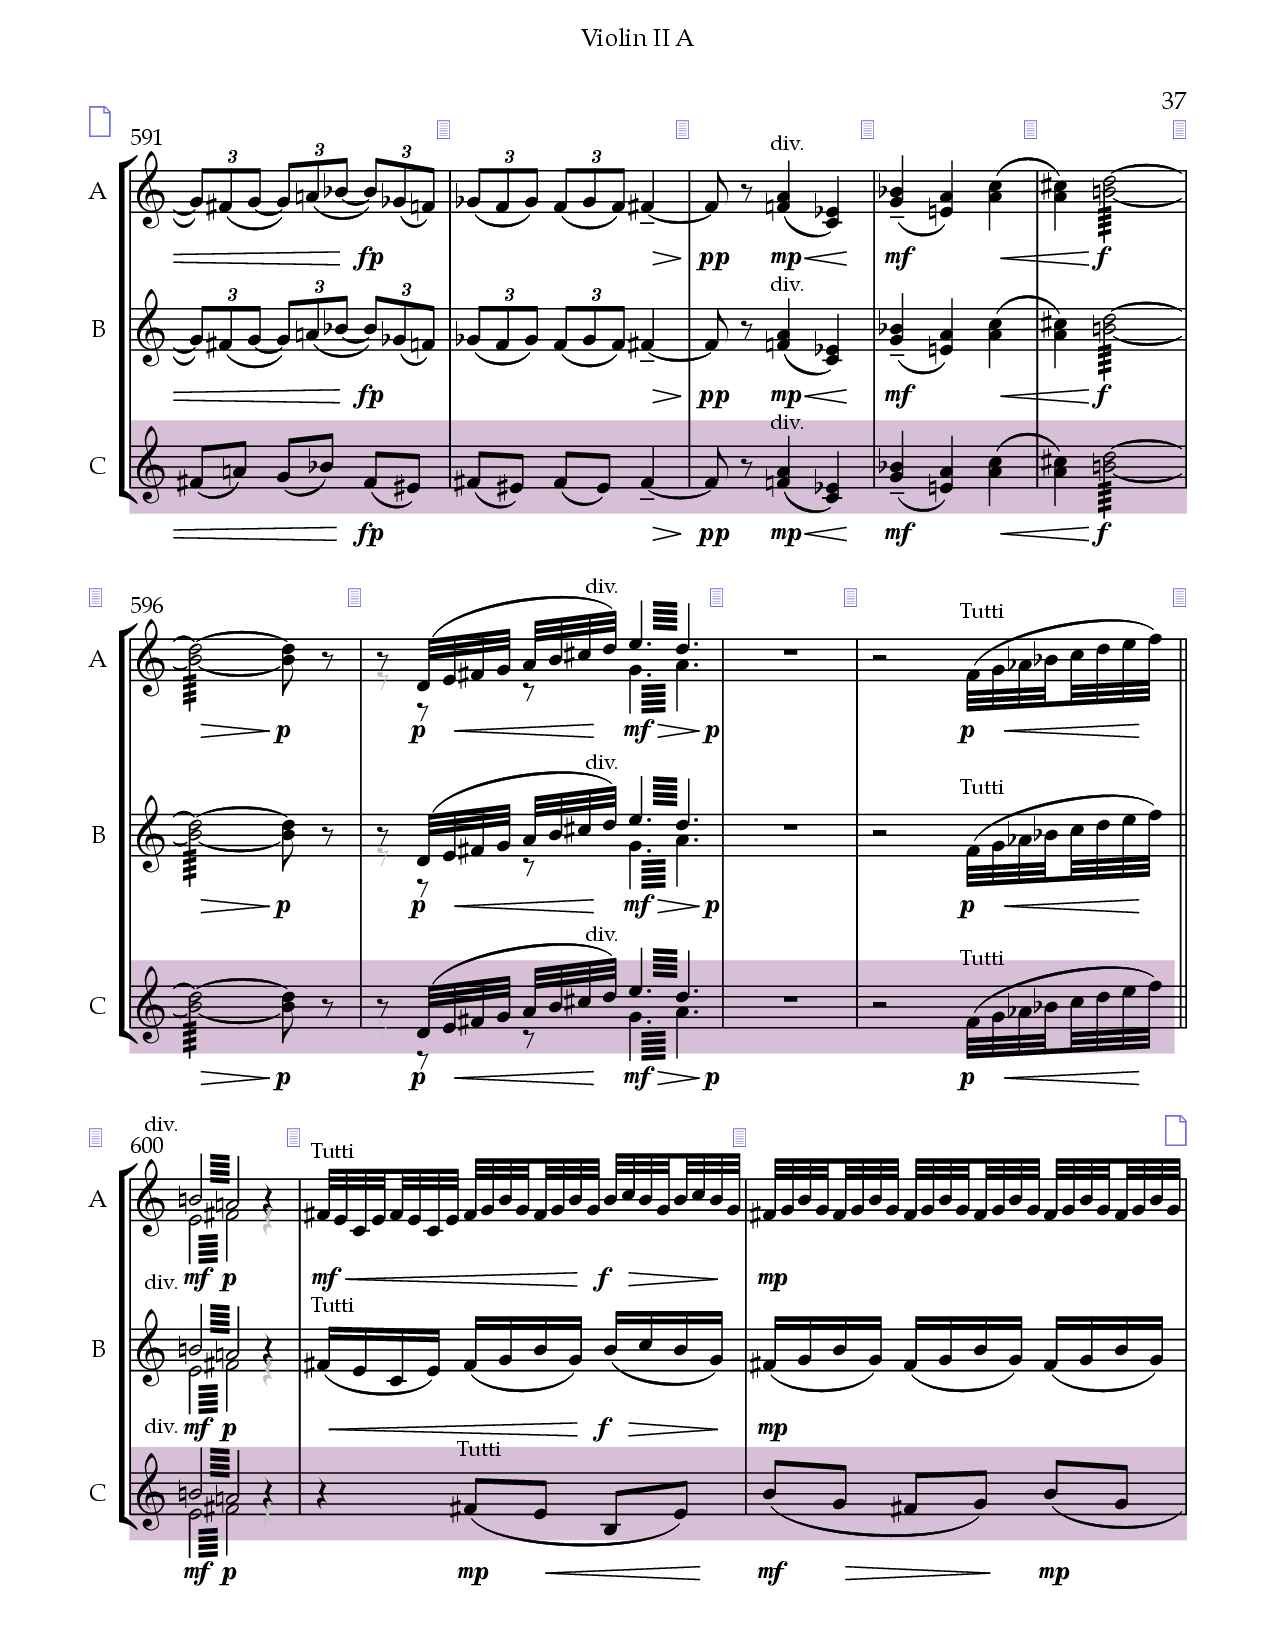 Violin II A
37
591
div.
A
3 3 3 3 3
fp pp mp mf f
div.
B
3 3 3 3 3
fp pp mp mf f
div.
C
fp pp mp mf f
596
div.
Tutti
A
p p mf p p
div.
Tutti
B
p p mf p p
div.
Tutti
C
p p mf p p
div.
600
Tutti
A
mf p mf f mp
div.
Tutti
B
mf p f mp
div.
Tutti
C
mf p mp mf mp